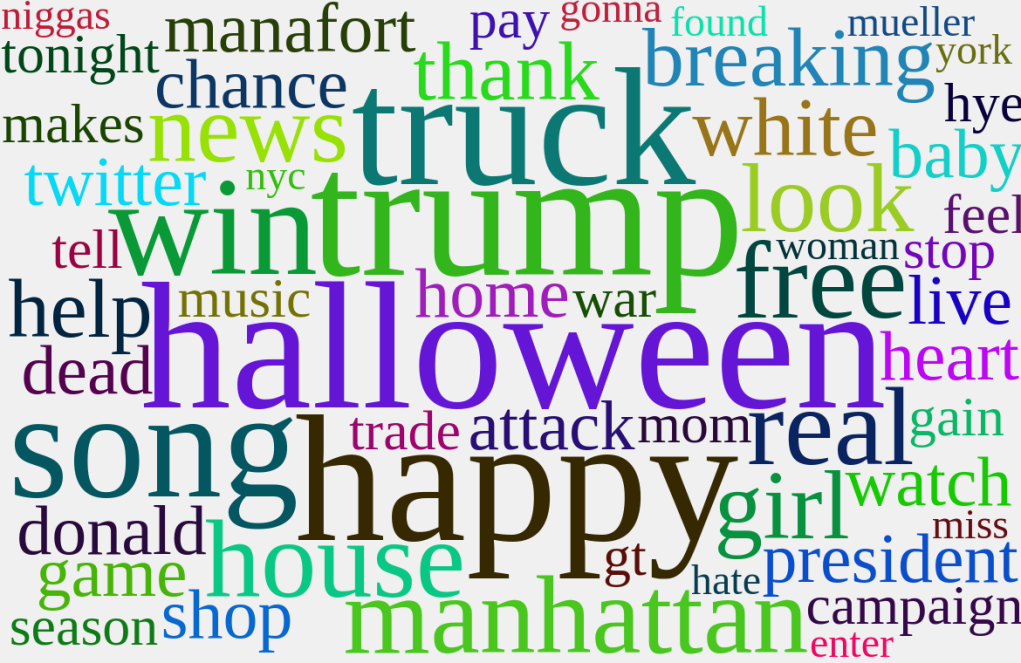 niggas manafort pay gonna found mueller
tonight chance thank breaking york
makes news truck white hye
twitter nyc baby
win trump look feel
tell woman stop
help music home war free live
halloween
dead heart
song trade attack mom real gain
happy girl watch
donald house gt president miss
game hate
season shop manhattan campaign
enter